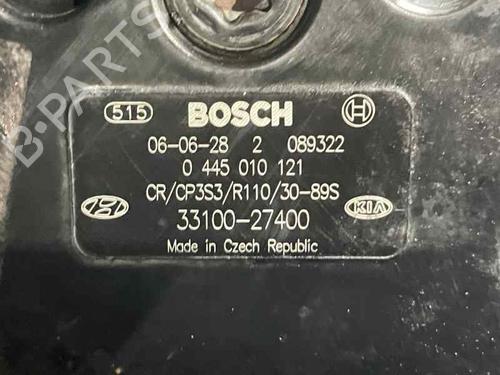 515 BOSCH
06-06-28 2 089322
0 445 010 121
CR/CP3S3/R110/30-89S
33100-27400 KIA
Made in Czech Republic
B-PARTS